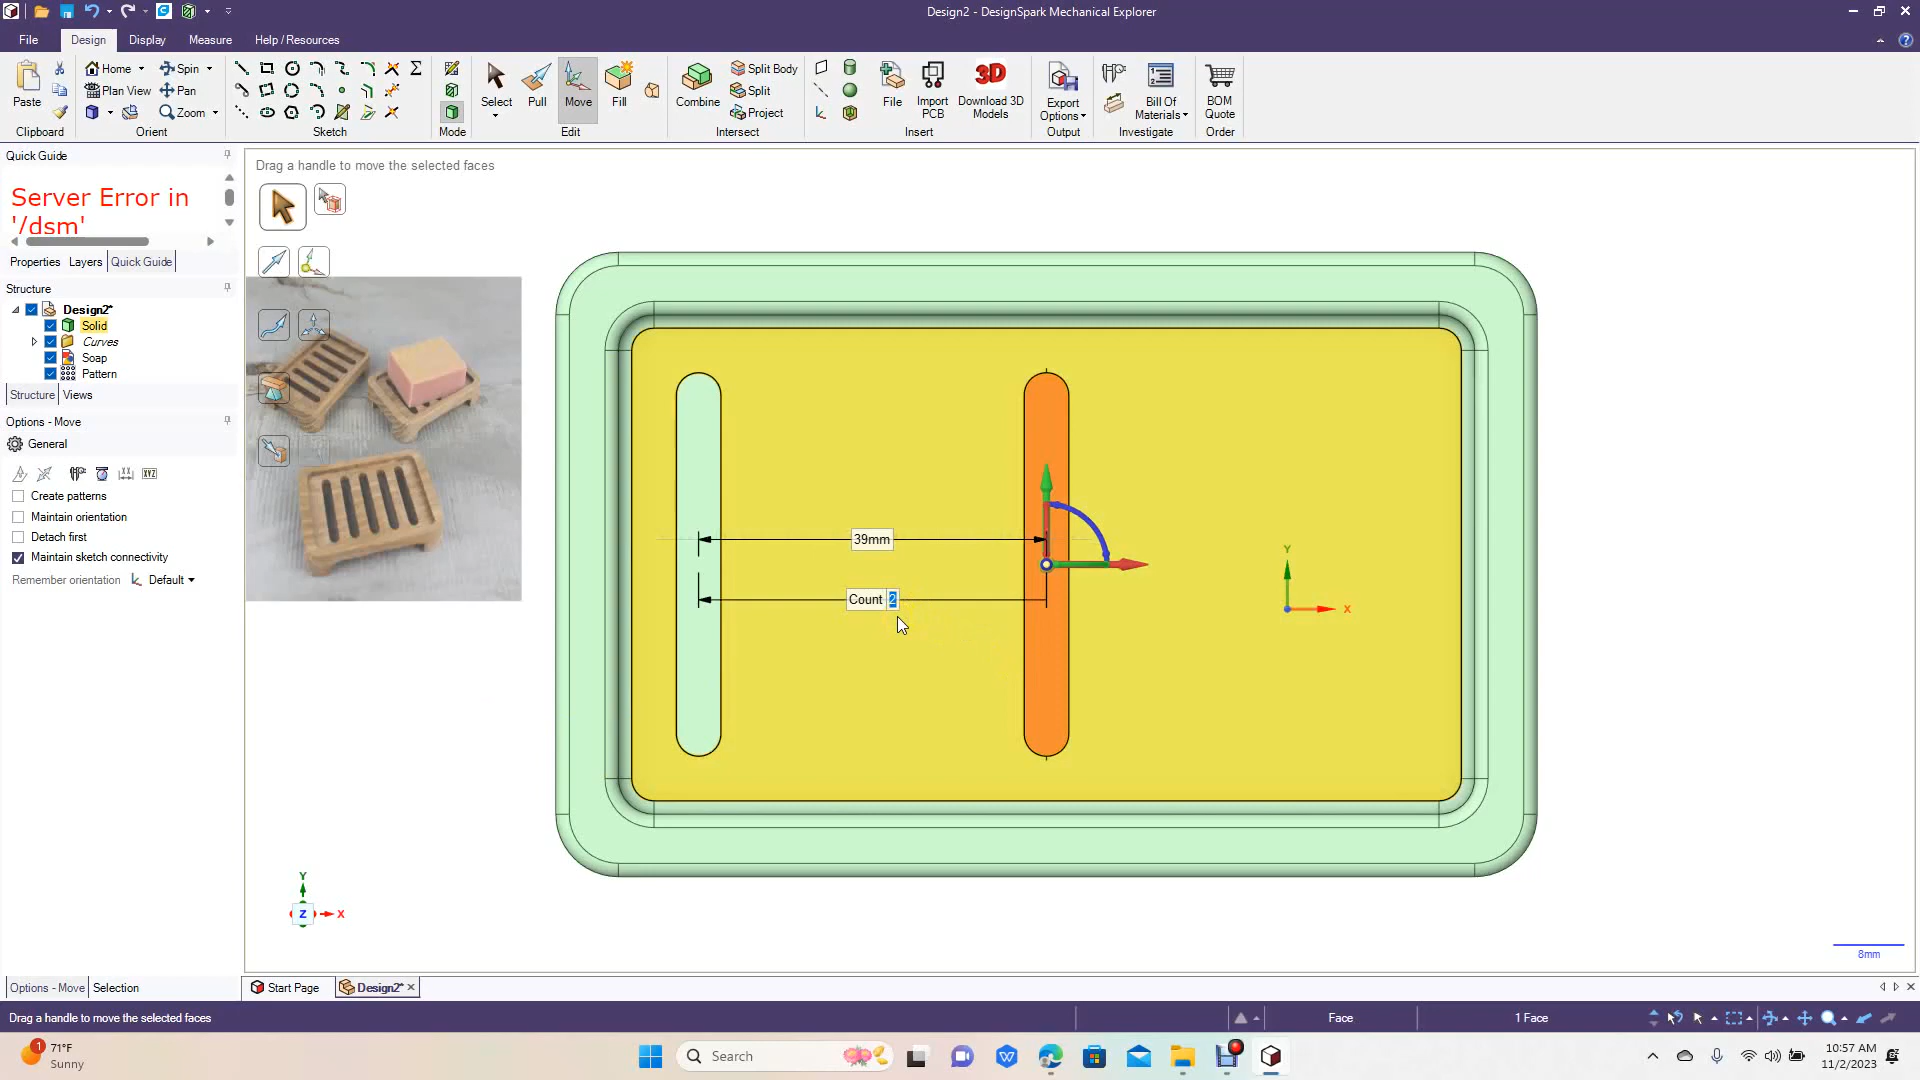 Design2 - DesignSpark Mechanical Explorer
File
Design
Display
Measure
Help / Resources
Paste
Clipboard
Home
Plan View
Spin
Pan
Zoom
Orient
Sketch
Mode
Select
Pull
Move
Fill
Edit
Combine
Split Body
Split
Project
Intersect
File
Import PCB
Download 3D Models
3D
Insert
Export Options
Output
Bill Of Materials
Investigate
BOM Quote
Order
Quick Guide
Server Error in
'/dsm'
Properties
Layers
Quick Guide
Structure
Design2*
Solid
Curves
Soap
Pattern
Structure
Views
Options - Move
General
XYZ
Create patterns
Maintain orientation
Detach first
Maintain sketch connectivity
Remember orientation
Default
Drag a handle to move the selected faces
39mm
Count 2
Y
X
Y
Z
X
8mm
Options - Move
Selection
Start Page
Design2*
Drag a handle to move the selected faces
Face
1 Face
1
71°F
Sunny
Search
10:57 AM
11/2/2023